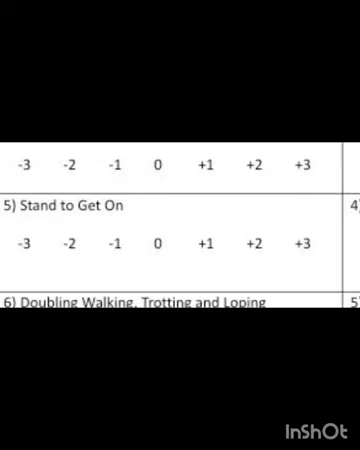 -3 -2 -1 0 +1 +2 +3
5) Stand to Get On 4)
-3 -2 -1 0 +1 +2 +3
6) Doubling Walking, Trotting and Loping 5)
InShOt